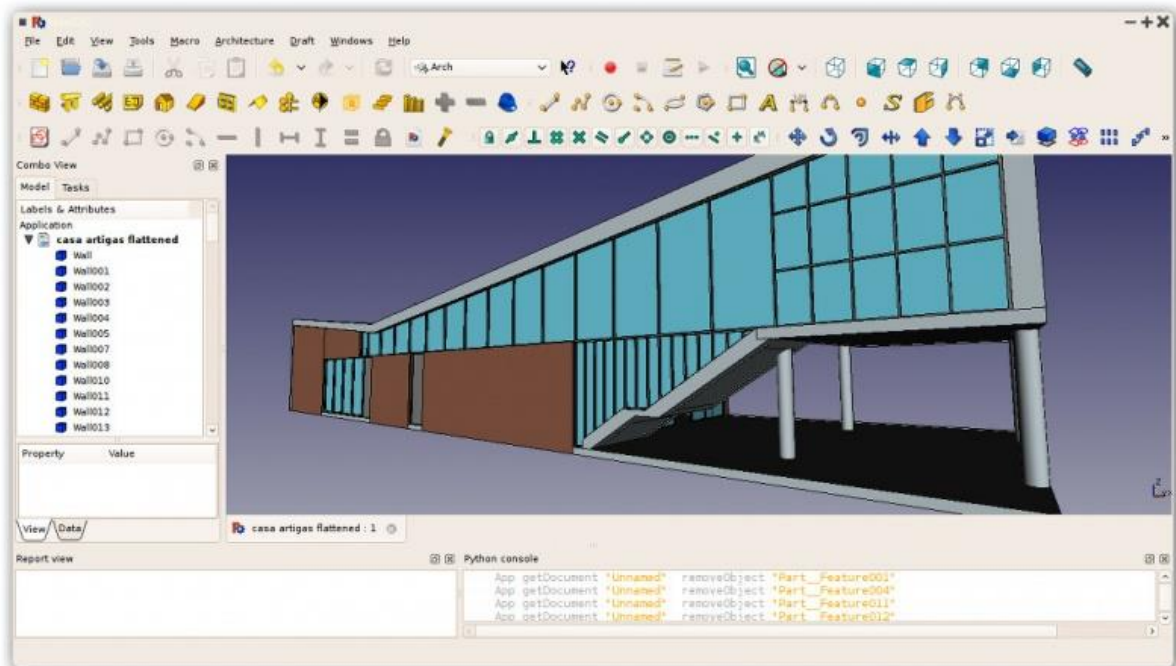 File Edit View Tools Macro Architecture Draft Windows Help
Arch
Combo View
Model Tasks
Labels & Attributes
Application
casa artigas flattened
Wall
Wall001
Wall002
Wall003
Wall004
Wall005
Wall007
Wall008
Wall010
Wall011
Wall012
Wall013
Property Value
View Data
casa artigas flattened : 1
Report view
Python console
App getDocument "Unnamed" removeObject "Part__Feature001"
App getDocument "Unnamed" removeObject "Part__Feature004"
App getDocument "Unnamed" removeObject "Part__Feature011"
App getDocument "Unnamed" removeObject "Part__Feature012"